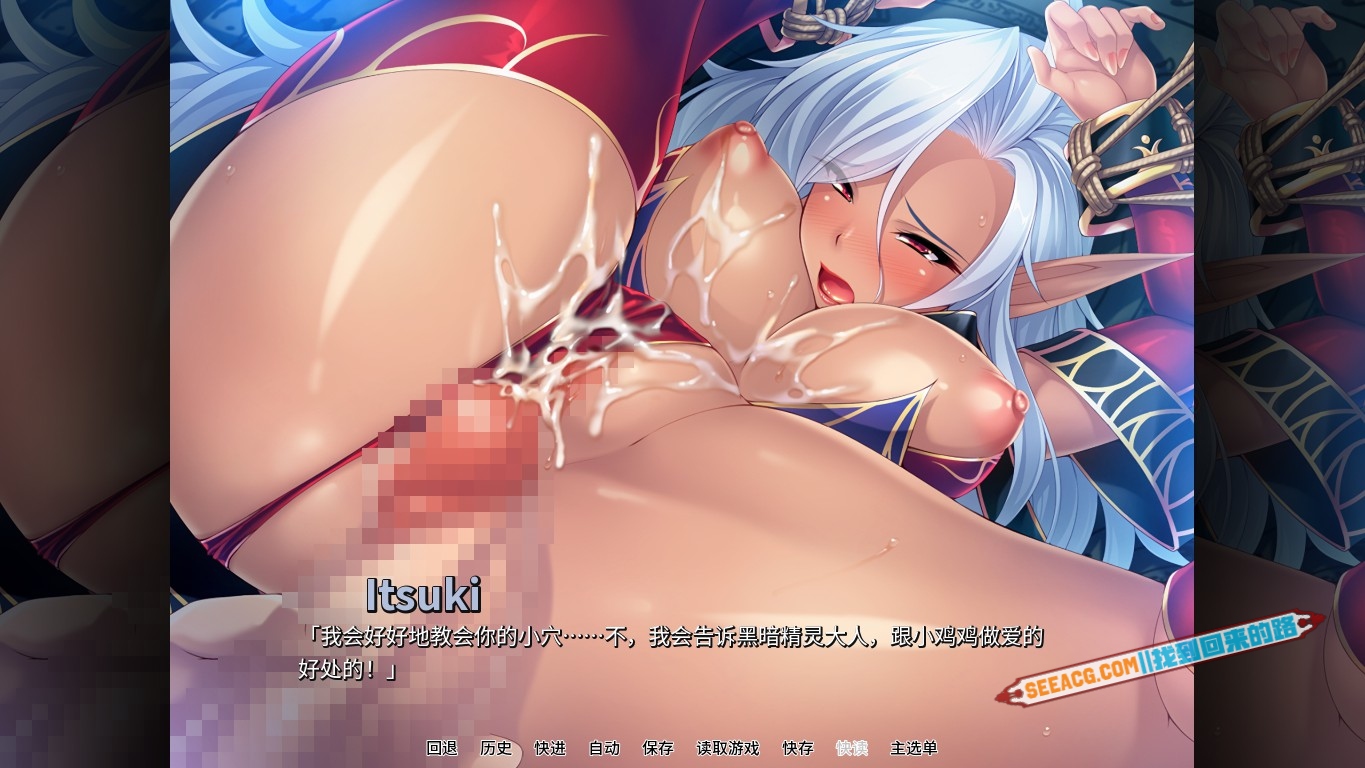 Itsuki
「我会好好地教会你的小穴……不，我会告诉黑暗精灵大人，跟小鸡鸡做爱的
好处的！」
SEEACG.COM||找到回来的路
回退 历史 快进 自动 保存 读取游戏 快存 快读 主选单